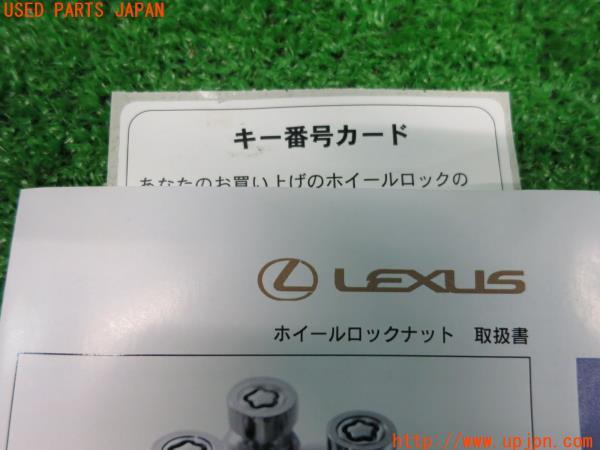 USED PARTS JAPAN
キー番号カード
あなたのお買い上げのホイールロックの
LEXUS
ホイールロックナット 取扱書
http://www.upjpn.com/